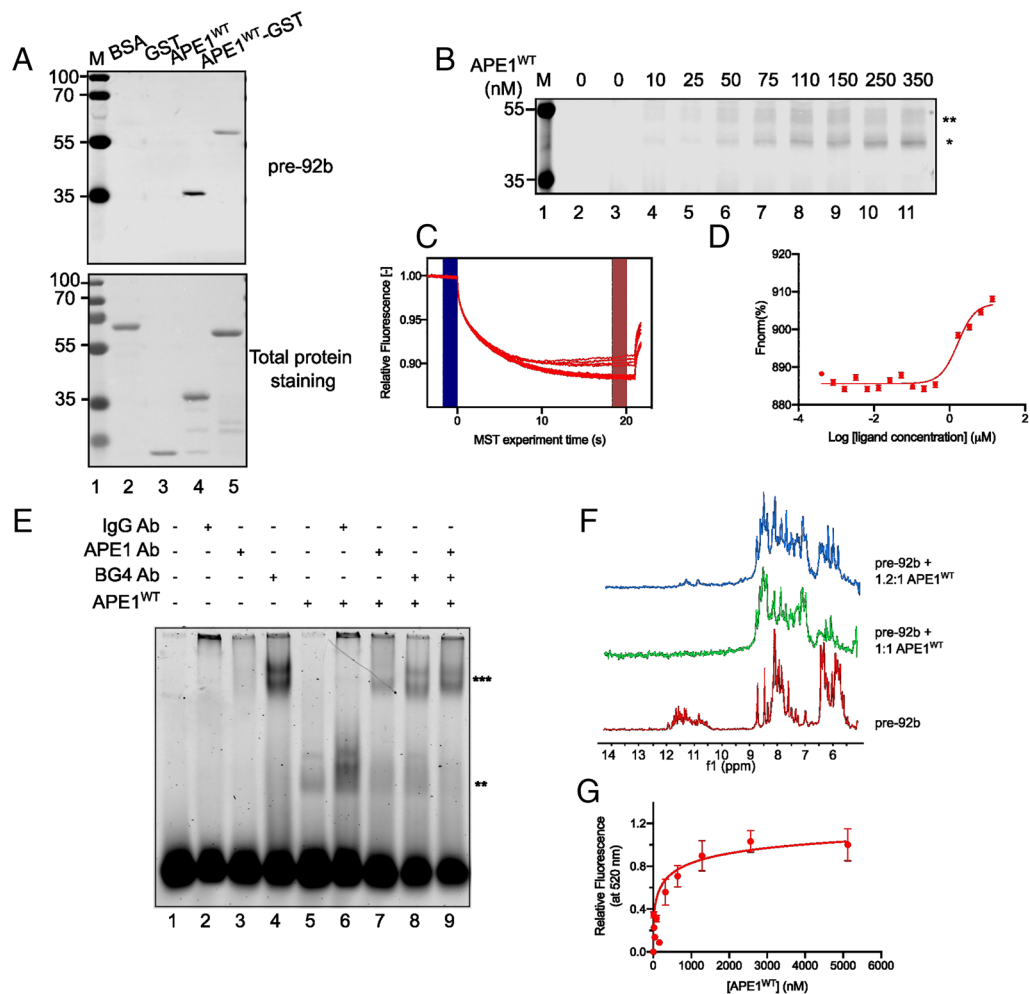 A
M BSA GST APE1WT APE1WT-GST
100
70
55
35
pre-92b
100
70
55
35
Total protein
staining
1 2 3 4 5
B
APE1WT
(nM)
M 0 0 10 25 50 75 110 150 250 350
55
35
**
*
1 2 3 4 5 6 7 8 9 10 11
C
Relative Fluorescence [-]
1.00
0.95
0.90
0 10 20
MST experiment time (s)
D
Fnorm(%)
910
900
890
880
-4 -2 0 2
Log [ligand concentration] (μM)
E
IgG Ab - + - - - + - - -
APE1 Ab - - + - - - + - +
BG4 Ab - - - + - - - + +
APE1WT - - - - + + + + +
***
**
1 2 3 4 5 6 7 8 9
F
pre-92b +
1.2:1 APE1WT
pre-92b +
1:1 APE1WT
pre-92b
14 13 12 11 10 9 8 7 6
f1 (ppm)
G
Relative Fluorescence
(at 520 nm)
1.2
0.8
0.4
0.0
0 1000 2000 3000 4000 5000 6000
[APE1WT] (nM)